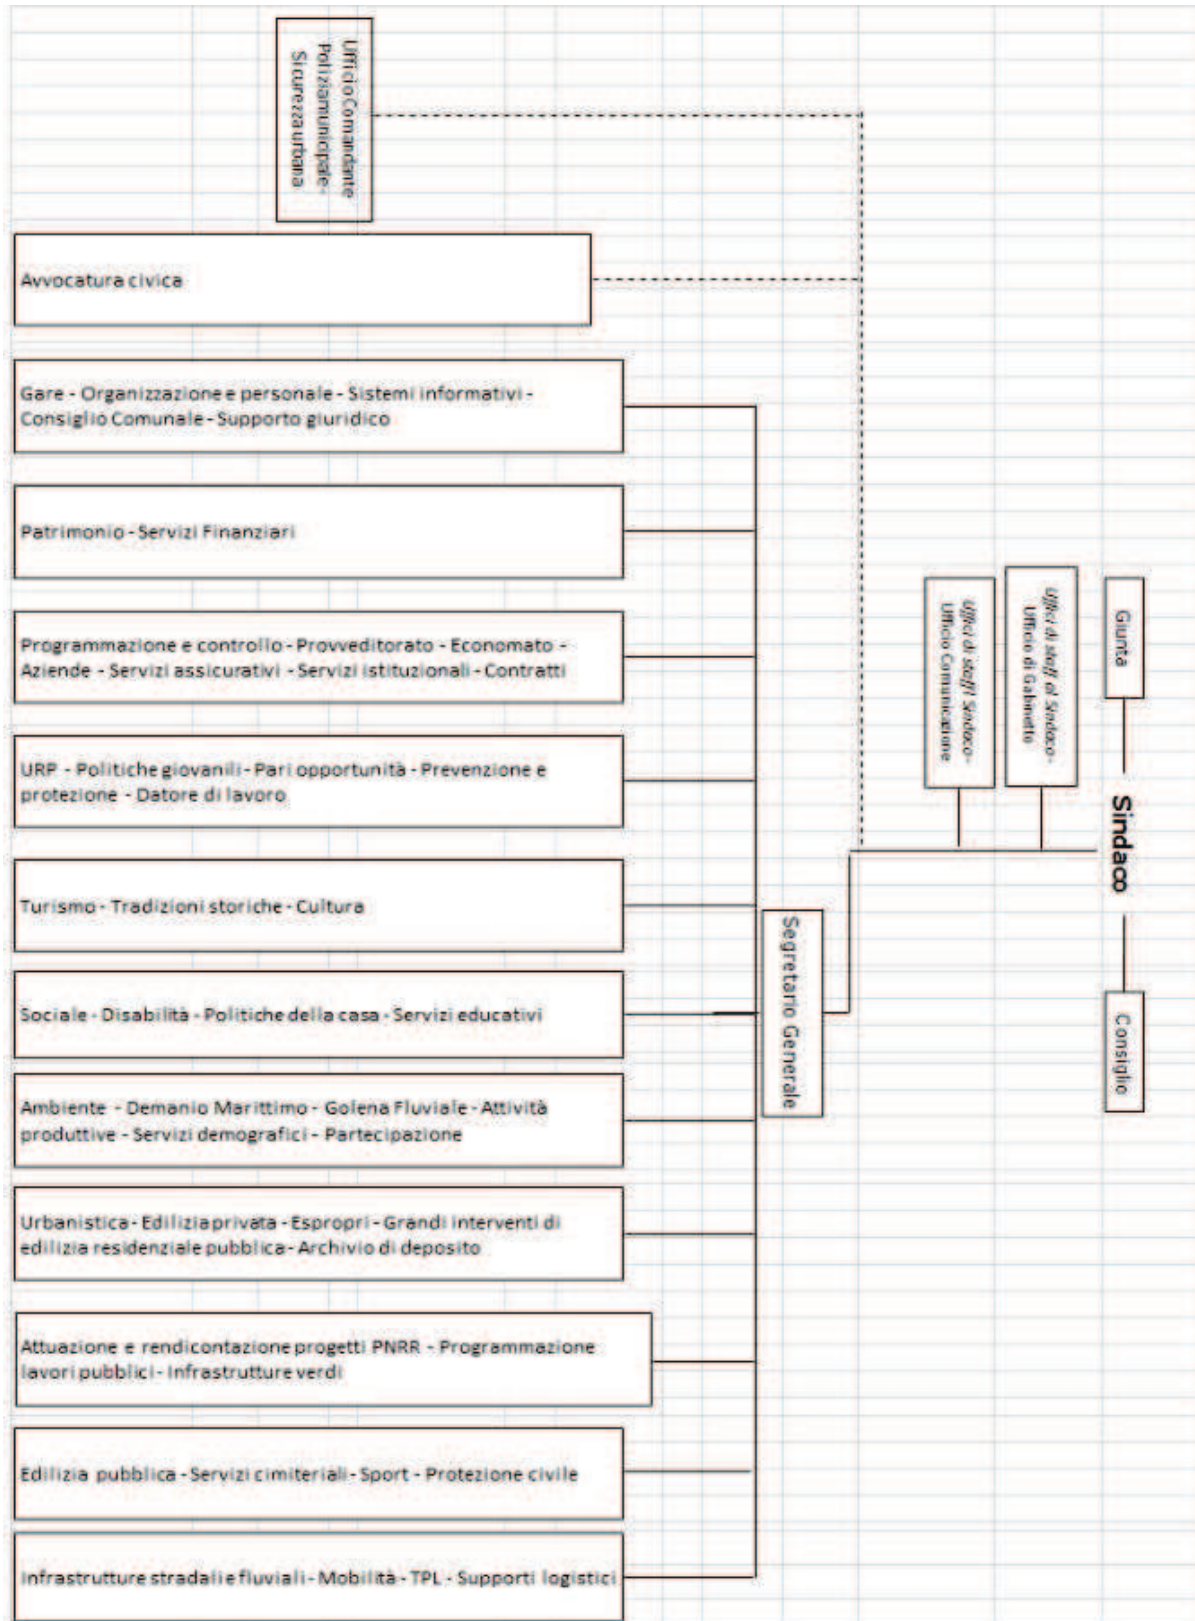 Ufficio Comandante
Polizia municipale-
Sicurezza urbana
Avvocatura civica
Gare - Organizzazione e personale - Sistemi informativi -
Consiglio Comunale - Supporto giuridico
Patrimonio - Servizi Finanziari
Programmazione e controllo - Provveditorato - Economato -
Aziende - Servizi assicurativi - Servizi istituzionali - Contratti
URP - Politiche giovanili - Pari opportunità - Prevenzione e
protezione - Datore di lavoro
Turismo - Tradizioni storiche - Cultura
Sociale - Disabilità - Politiche della casa - Servizi educativi
Ambiente - Demanio Marittimo - Golena Fluviale - Attività
produttive - Servizi demografici - Partecipazione
Urbanistica - Edilizia privata - Espropri - Grandi interventi di
edilizia residenziale pubblica - Archivio di deposito
Attuazione e rendicontazione progetti PNRR - Programmazione
lavori pubblici - Infrastrutture verdi
Edilizia pubblica - Servizi cimiteriali - Sport - Protezione civile
Infrastrutture stradali e fluviali - Mobilità - TPL - Supporti logistici
Segretario Generale
Uffici di staff Sindaco-
Ufficio Comunicazione
Uffici di staff al Sindaco-
Ufficio di Gabinetto
Giunta
Sindaco
Consiglio